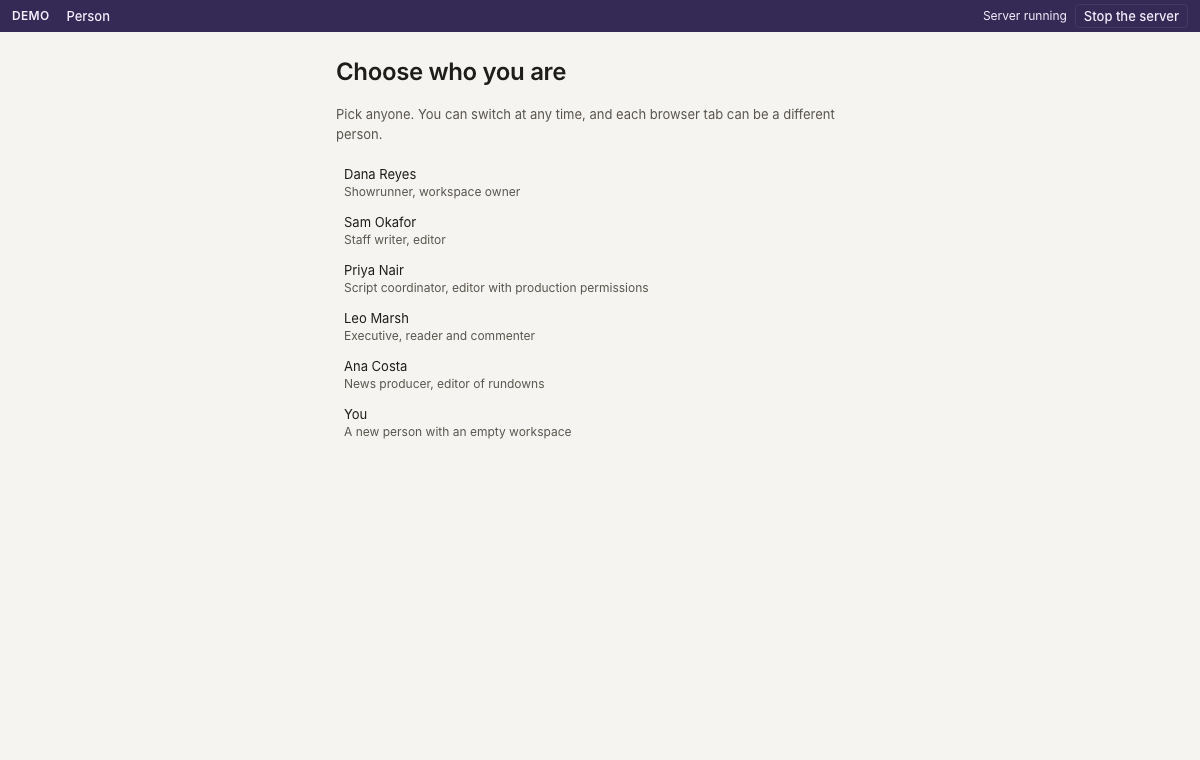 DEMO Person Server running Stop the server
Choose who you are
Pick anyone. You can switch at any time, and each browser tab can be a different
person.
Dana Reyes
Showrunner, workspace owner
Sam Okafor
Staff writer, editor
Priya Nair
Script coordinator, editor with production permissions
Leo Marsh
Executive, reader and commenter
Ana Costa
News producer, editor of rundowns
You
A new person with an empty workspace